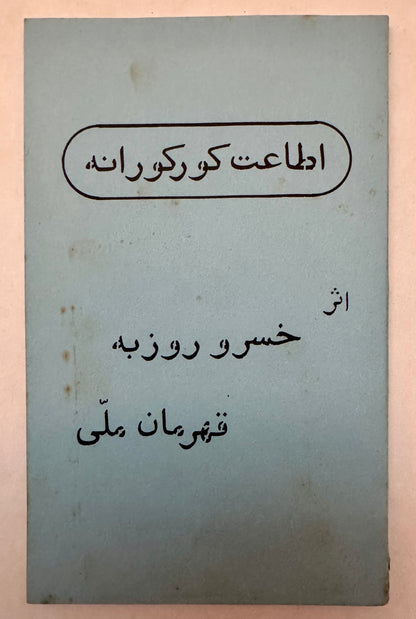 اطاعت کورکورانه
اثر
خسرو روزبه
قهرمان ملّی